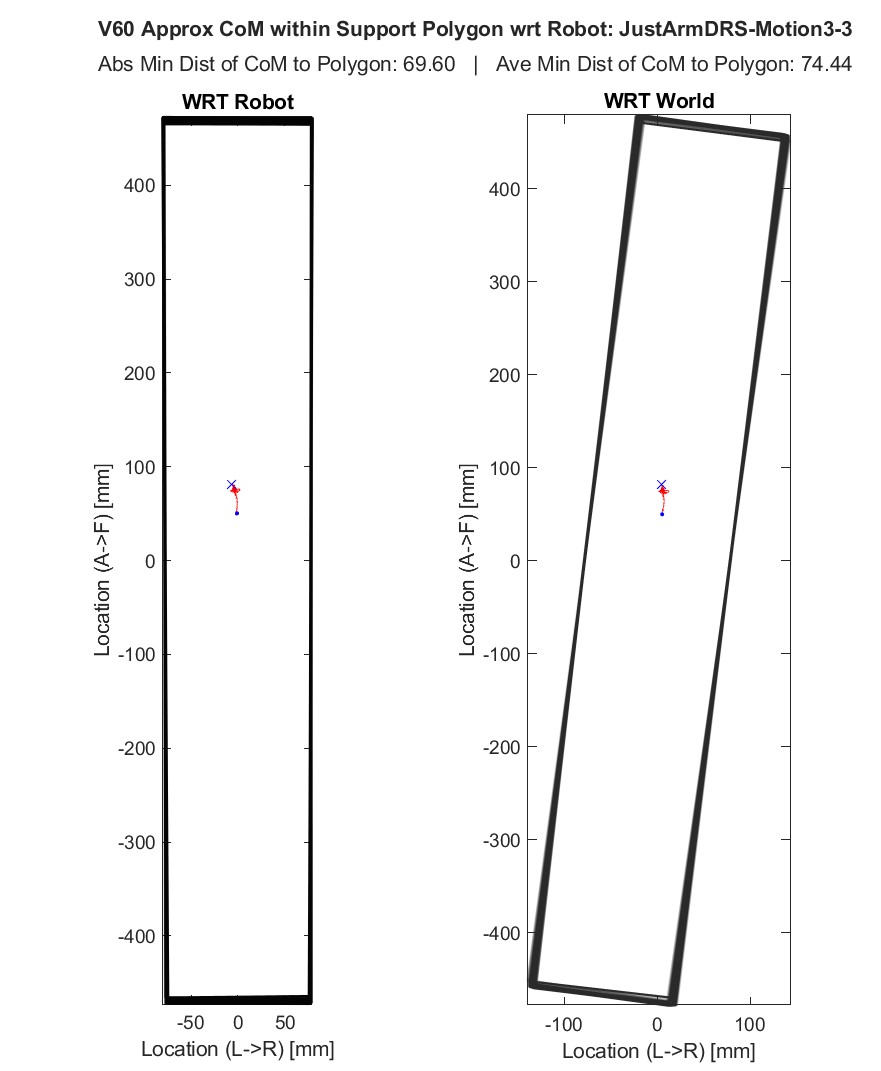 V60 Approx CoM within Support Polygon wrt Robot: JustArmDRS-Motion3-3
Abs Min Dist of CoM to Polygon: 69.60 | Ave Min Dist of CoM to Polygon: 74.44
WRT Robot
400
300
200
100
0
-100
-200
-300
-400
Location (A->F) [mm]
-50 0 50
Location (L->R) [mm]
WRT World
400
300
200
100
0
-100
-200
-300
-400
Location (A->F) [mm]
-100 0 100
Location (L->R) [mm]